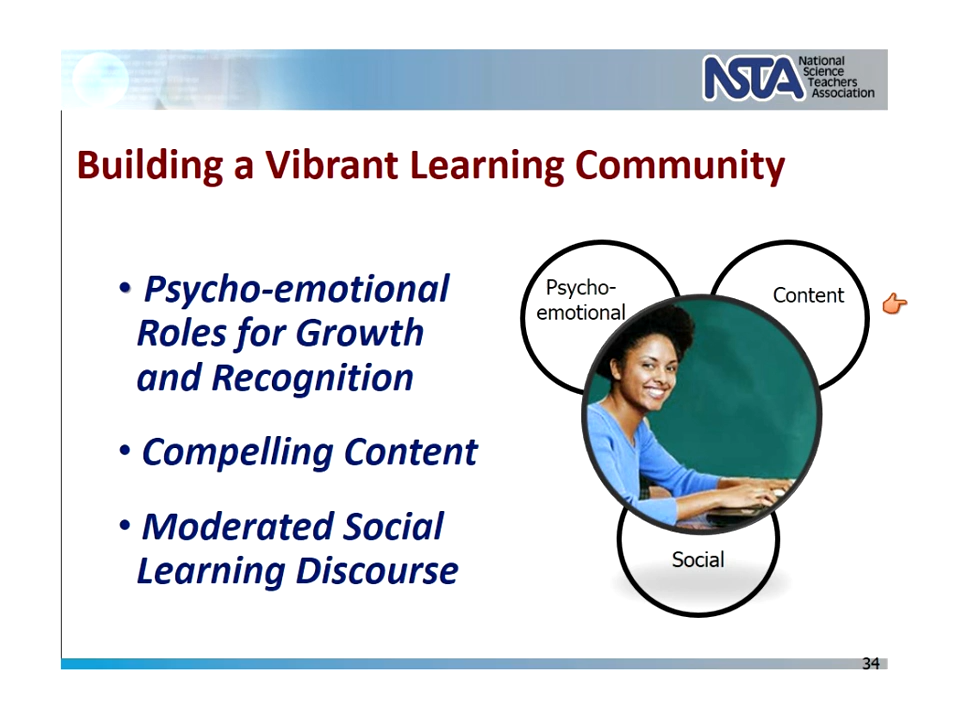 NSTA
National
Science
Teachers
Association
Building a Vibrant Learning Community
• Psycho-emotional
Roles for Growth
and Recognition
• Compelling Content
• Moderated Social
Learning Discourse
Psycho-
emotional
Content
Social
34